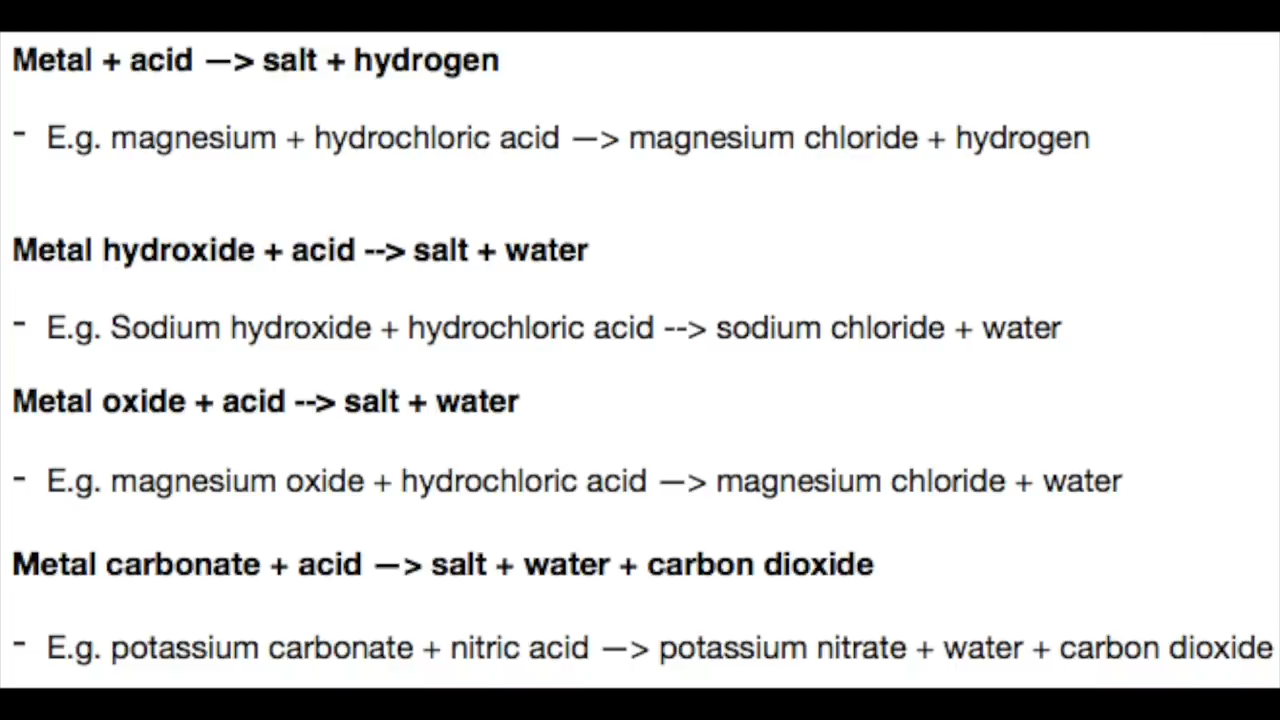 Metal + acid —> salt + hydrogen
- E.g. magnesium + hydrochloric acid —> magnesium chloride + hydrogen
Metal hydroxide + acid --> salt + water
- E.g. Sodium hydroxide + hydrochloric acid --> sodium chloride + water
Metal oxide + acid --> salt + water
- E.g. magnesium oxide + hydrochloric acid —> magnesium chloride + water
Metal carbonate + acid —> salt + water + carbon dioxide
- E.g. potassium carbonate + nitric acid —> potassium nitrate + water + carbon dioxide